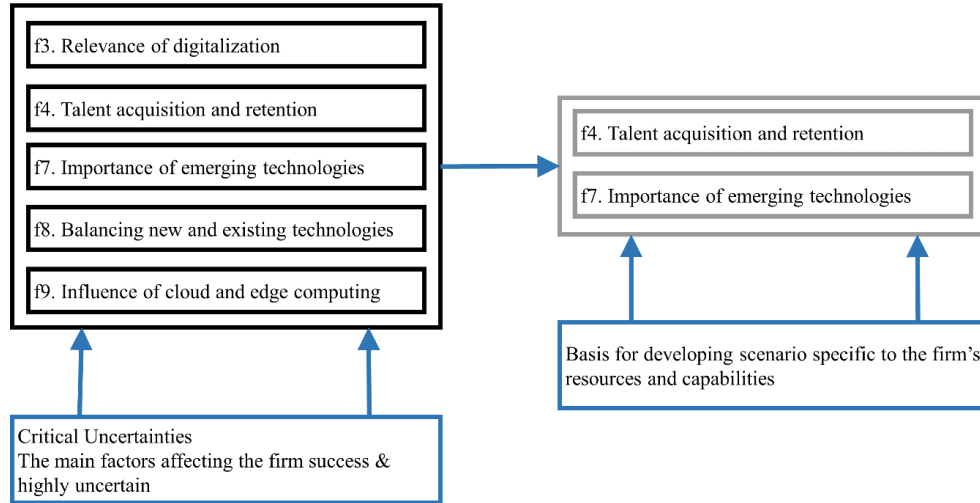 f3. Relevance of digitalization
f4. Talent acquisition and retention
f7. Importance of emerging technologies
f8. Balancing new and existing technologies
f9. Influence of cloud and edge computing
Critical Uncertainties
The main factors affecting the firm success &
highly uncertain
f4. Talent acquisition and retention
f7. Importance of emerging technologies
Basis for developing scenario specific to the firm's
resources and capabilities